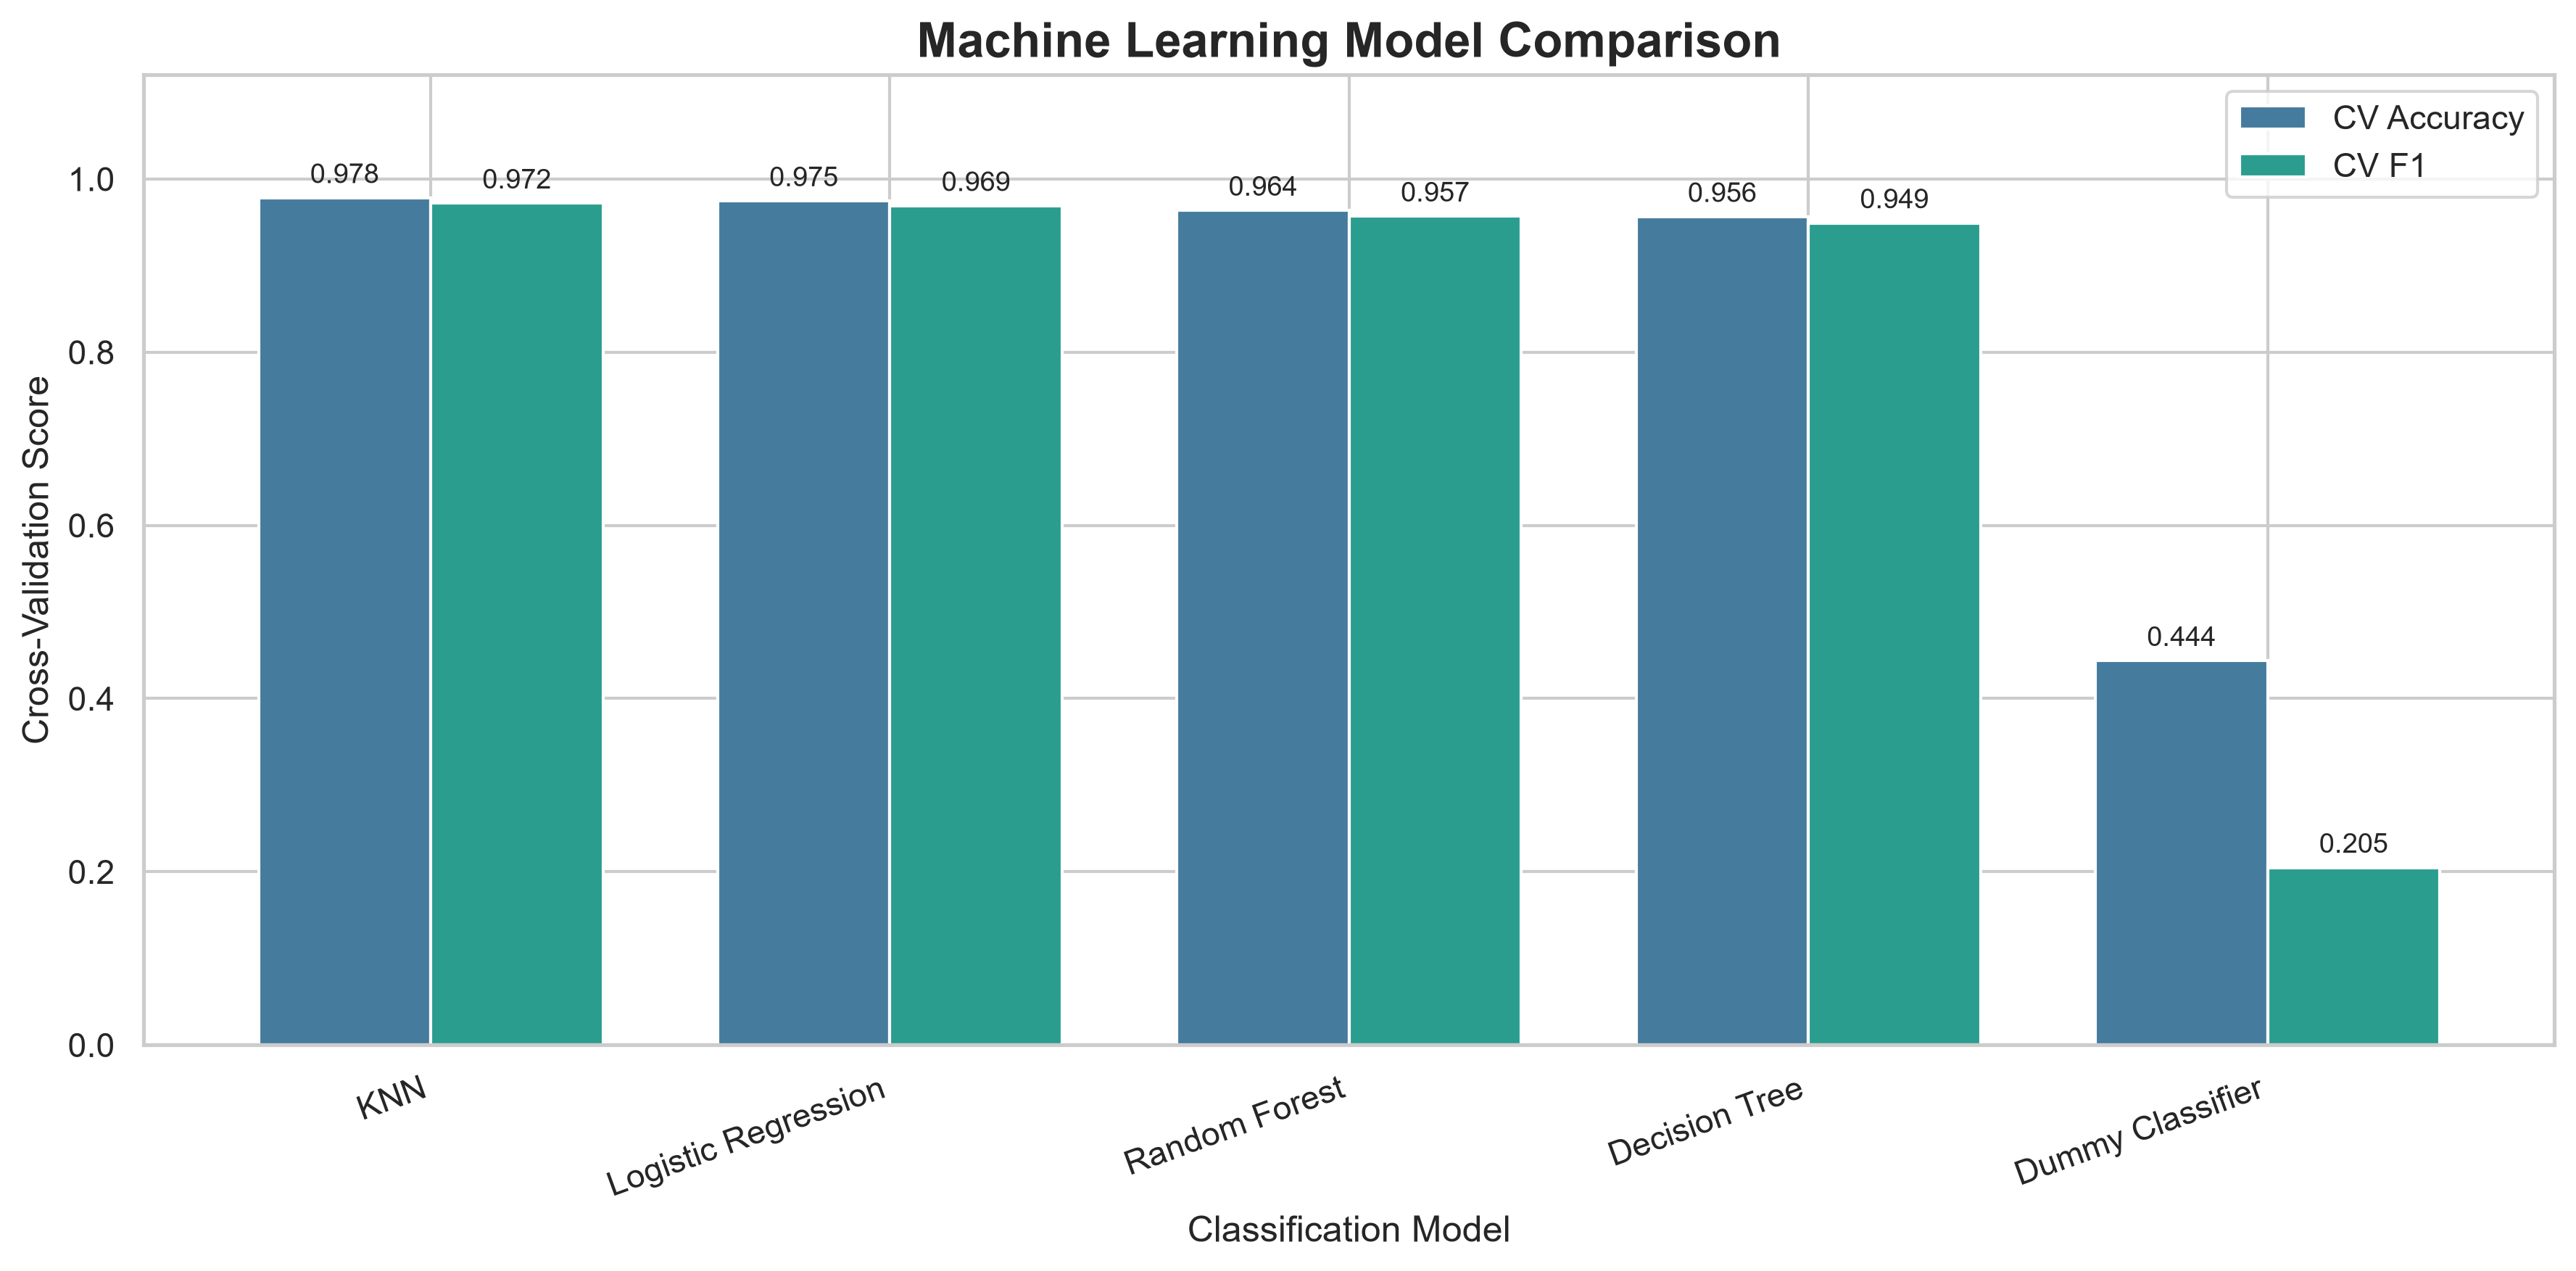 Machine Learning Model Comparison
CV Accuracy
CV F1
Cross-Validation Score
1.0
0.8
0.6
0.4
0.2
0.0
0.978
0.972
0.975
0.969
0.964
0.957
0.956
0.949
0.444
0.205
KNN
Logistic Regression
Random Forest
Decision Tree
Dummy Classifier
Classification Model